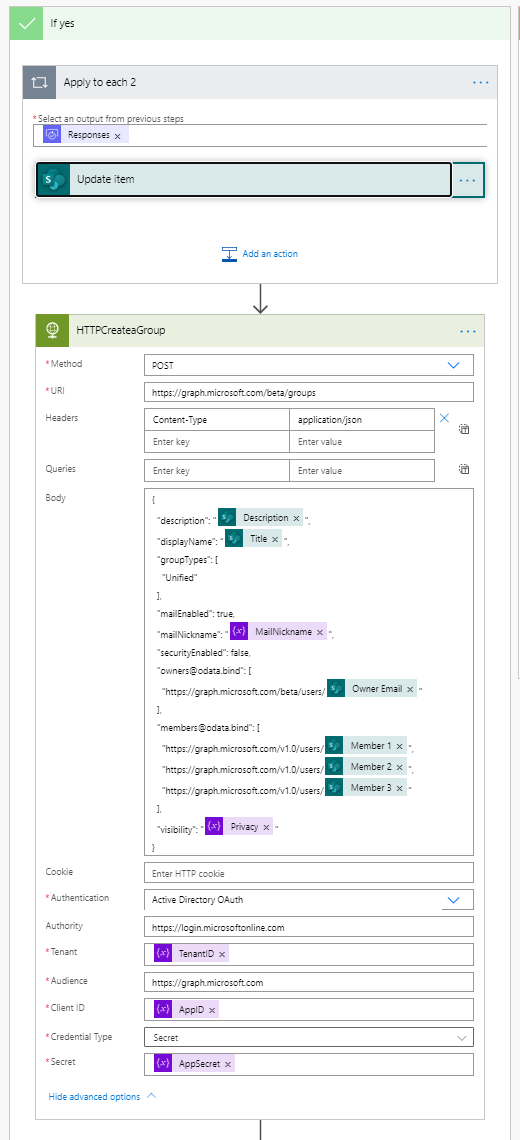 If yes
Apply to each 2
...
* Select an output from previous steps
Responses x
Update item
...
Add an action
HTTPCreateaGroup
...
* Method POST
* URI https://graph.microsoft.com/beta/groups
Headers Content-Type application/json
Enter key Enter value
Queries Enter key Enter value
Body {
"description": " Description x ",
"displayName": " Title x ",
"groupTypes": [
"Unified"
],
"mailEnabled": true,
"mailNickname": " {x} MailNickname x ",
"securityEnabled": false,
"owners@odata.bind": [
"https://graph.microsoft.com/beta/users/ Owner Email x "
],
"members@odata.bind": [
"https://graph.microsoft.com/v1.0/users/ Member 1 x ",
"https://graph.microsoft.com/v1.0/users/ Member 2 x ",
"https://graph.microsoft.com/v1.0/users/ Member 3 x ",
],
"visibility": " {x} Privacy x "
}
Cookie Enter HTTP cookie
* Authentication Active Directory OAuth
Authority https://login.microsoftonline.com
* Tenant {x} TenantID x
* Audience https://graph.microsoft.com
* Client ID {x} AppID x
* Credential Type Secret
* Secret {x} AppSecret x
Hide advanced options